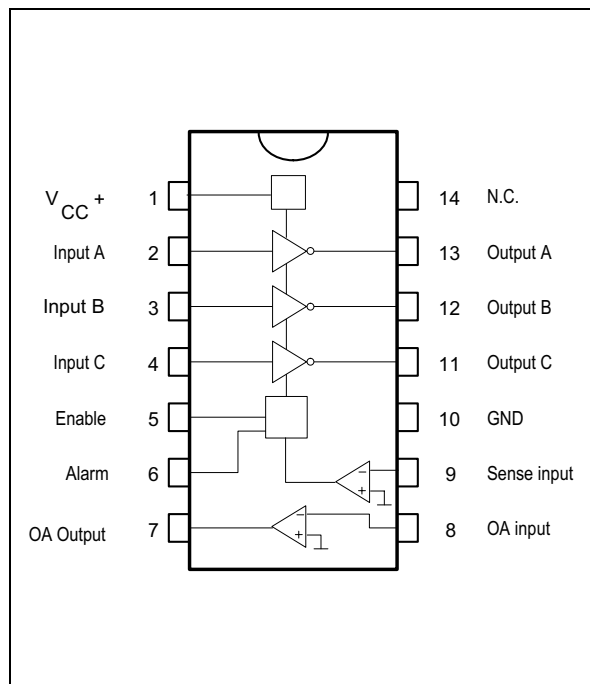 V CC + 1 14 N.C.
Input A 2 13 Output A
Input B 3 12 Output B
Input C 4 11 Output C
Enable 5 10 GND
Alarm 6 9 Sense input
OA Output 7 8 OA input
− +
− +